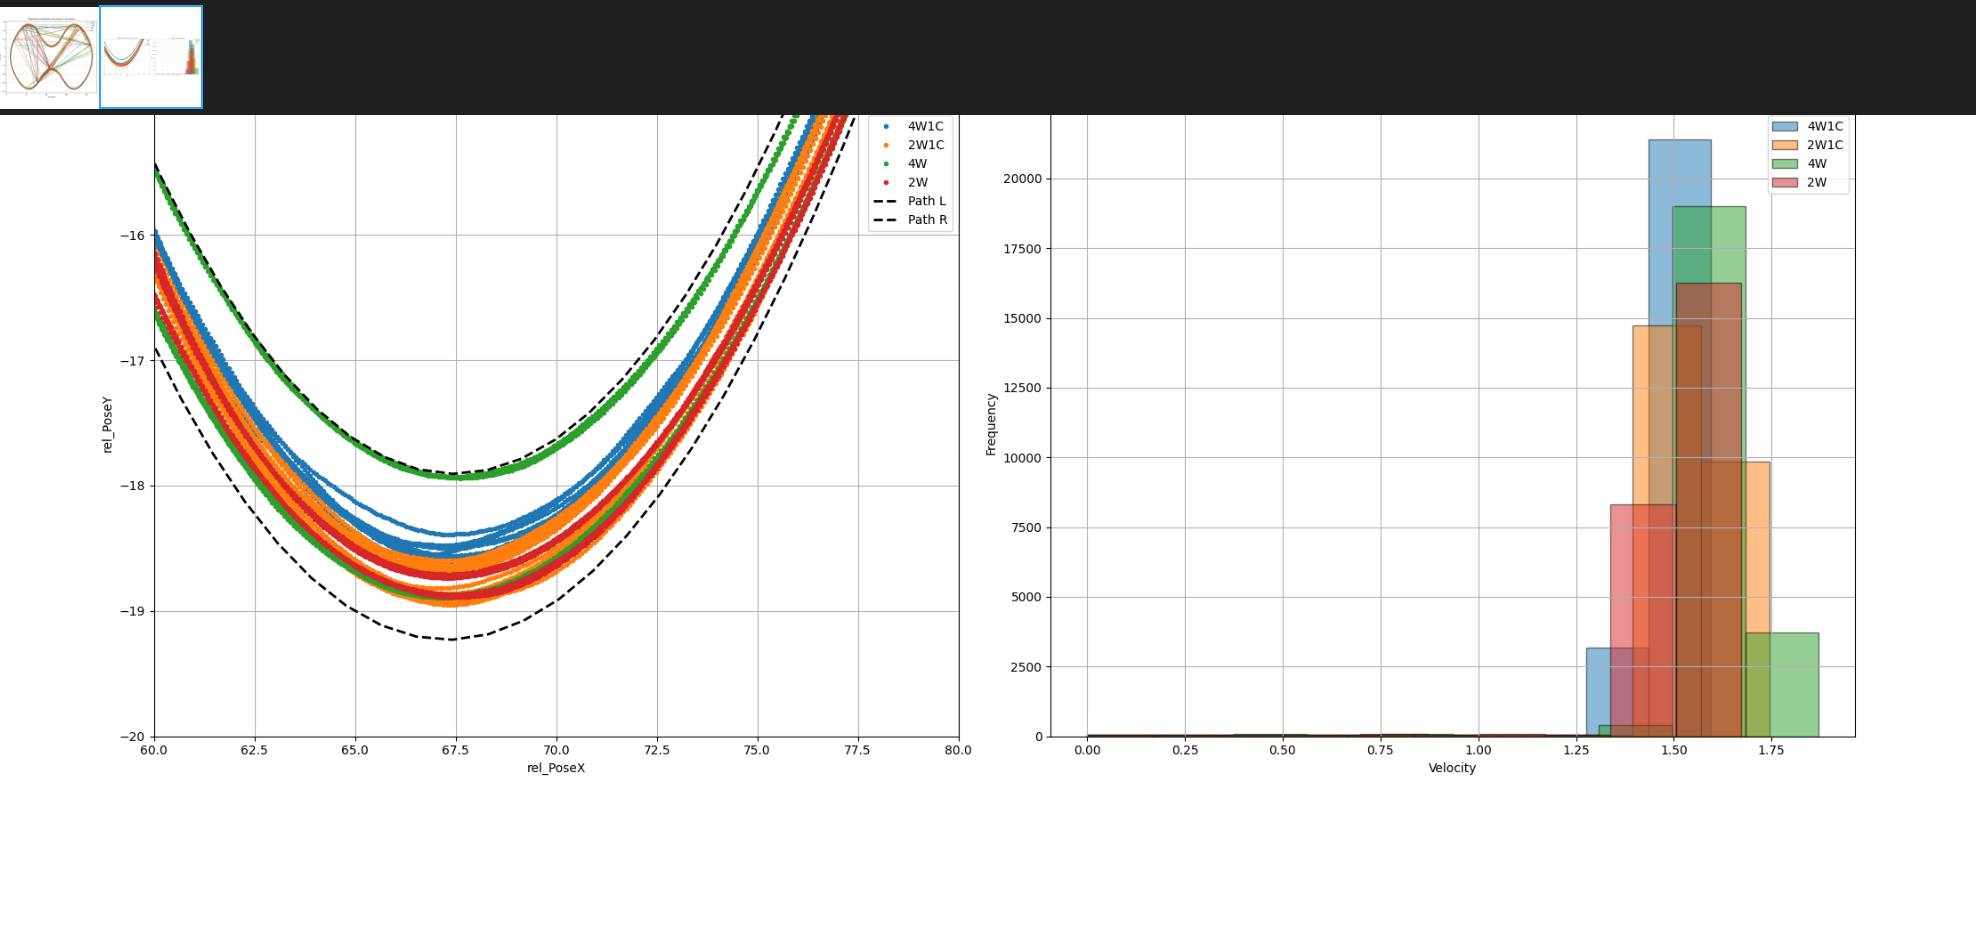 4W1C
2W1C
4W
2W
Path L
Path R
−16
−17
−18
−19
−20
rel_PoseY
60.0 62.5 65.0 67.5 70.0 72.5 75.0 77.5 80.0
rel_PoseX
4W1C
2W1C
4W
2W
20000
17500
15000
12500
10000
7500
5000
2500
0
Frequency
0.00 0.25 0.50 0.75 1.00 1.25 1.50 1.75
Velocity